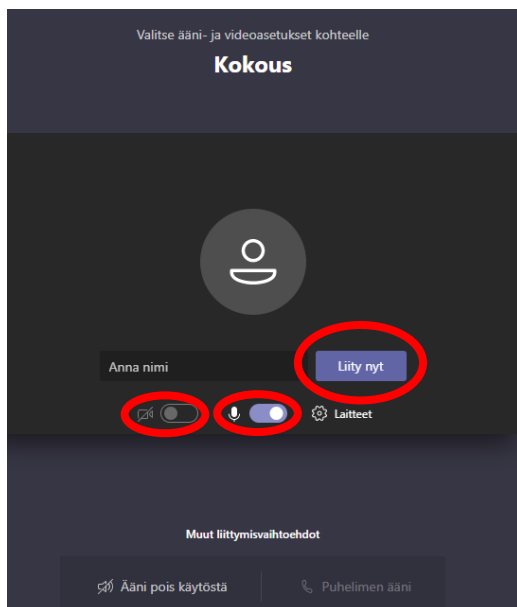 Valitse ääni- ja videoasetukset kohteelle
Kokous
Anna nimi
Liity nyt
Laitteet
Muut liittymisvaihtoehdot
Ääni pois käytöstä
Puhelimen ääni